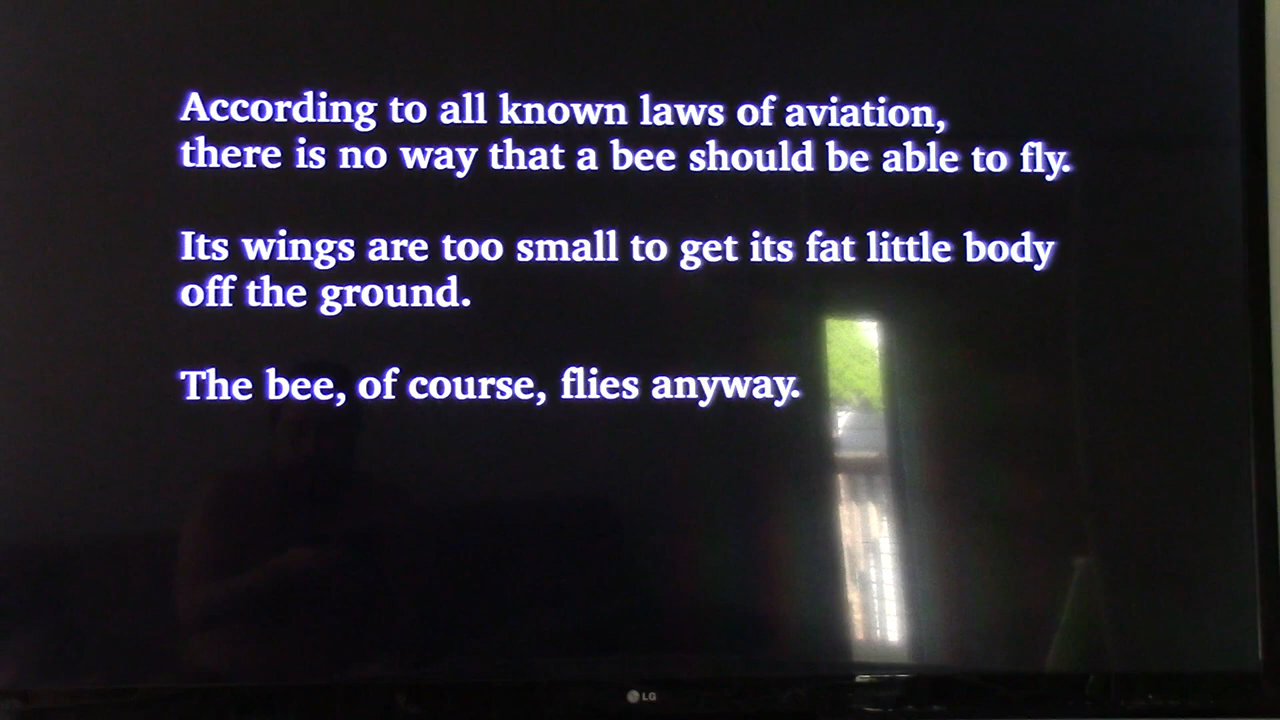 According to all known laws of aviation,
there is no way that a bee should be able to fly.
Its wings are too small to get its fat little body
off the ground.
The bee, of course, flies anyway.
LG